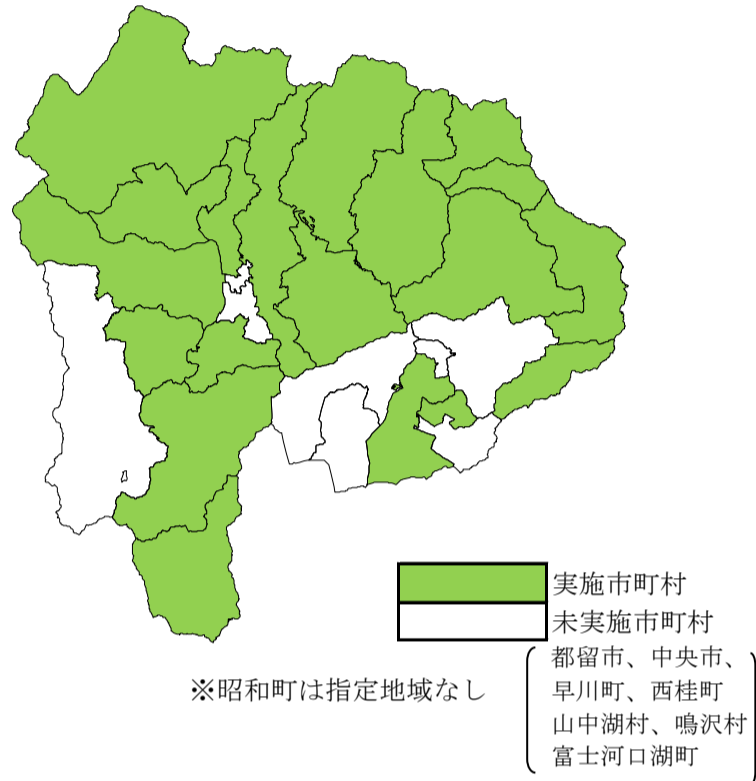 実施市町村
未実施市町村
※昭和町は指定地域なし
都留市、中央市、
早川町、西桂町
山中湖村、鳴沢村
富士河口湖町